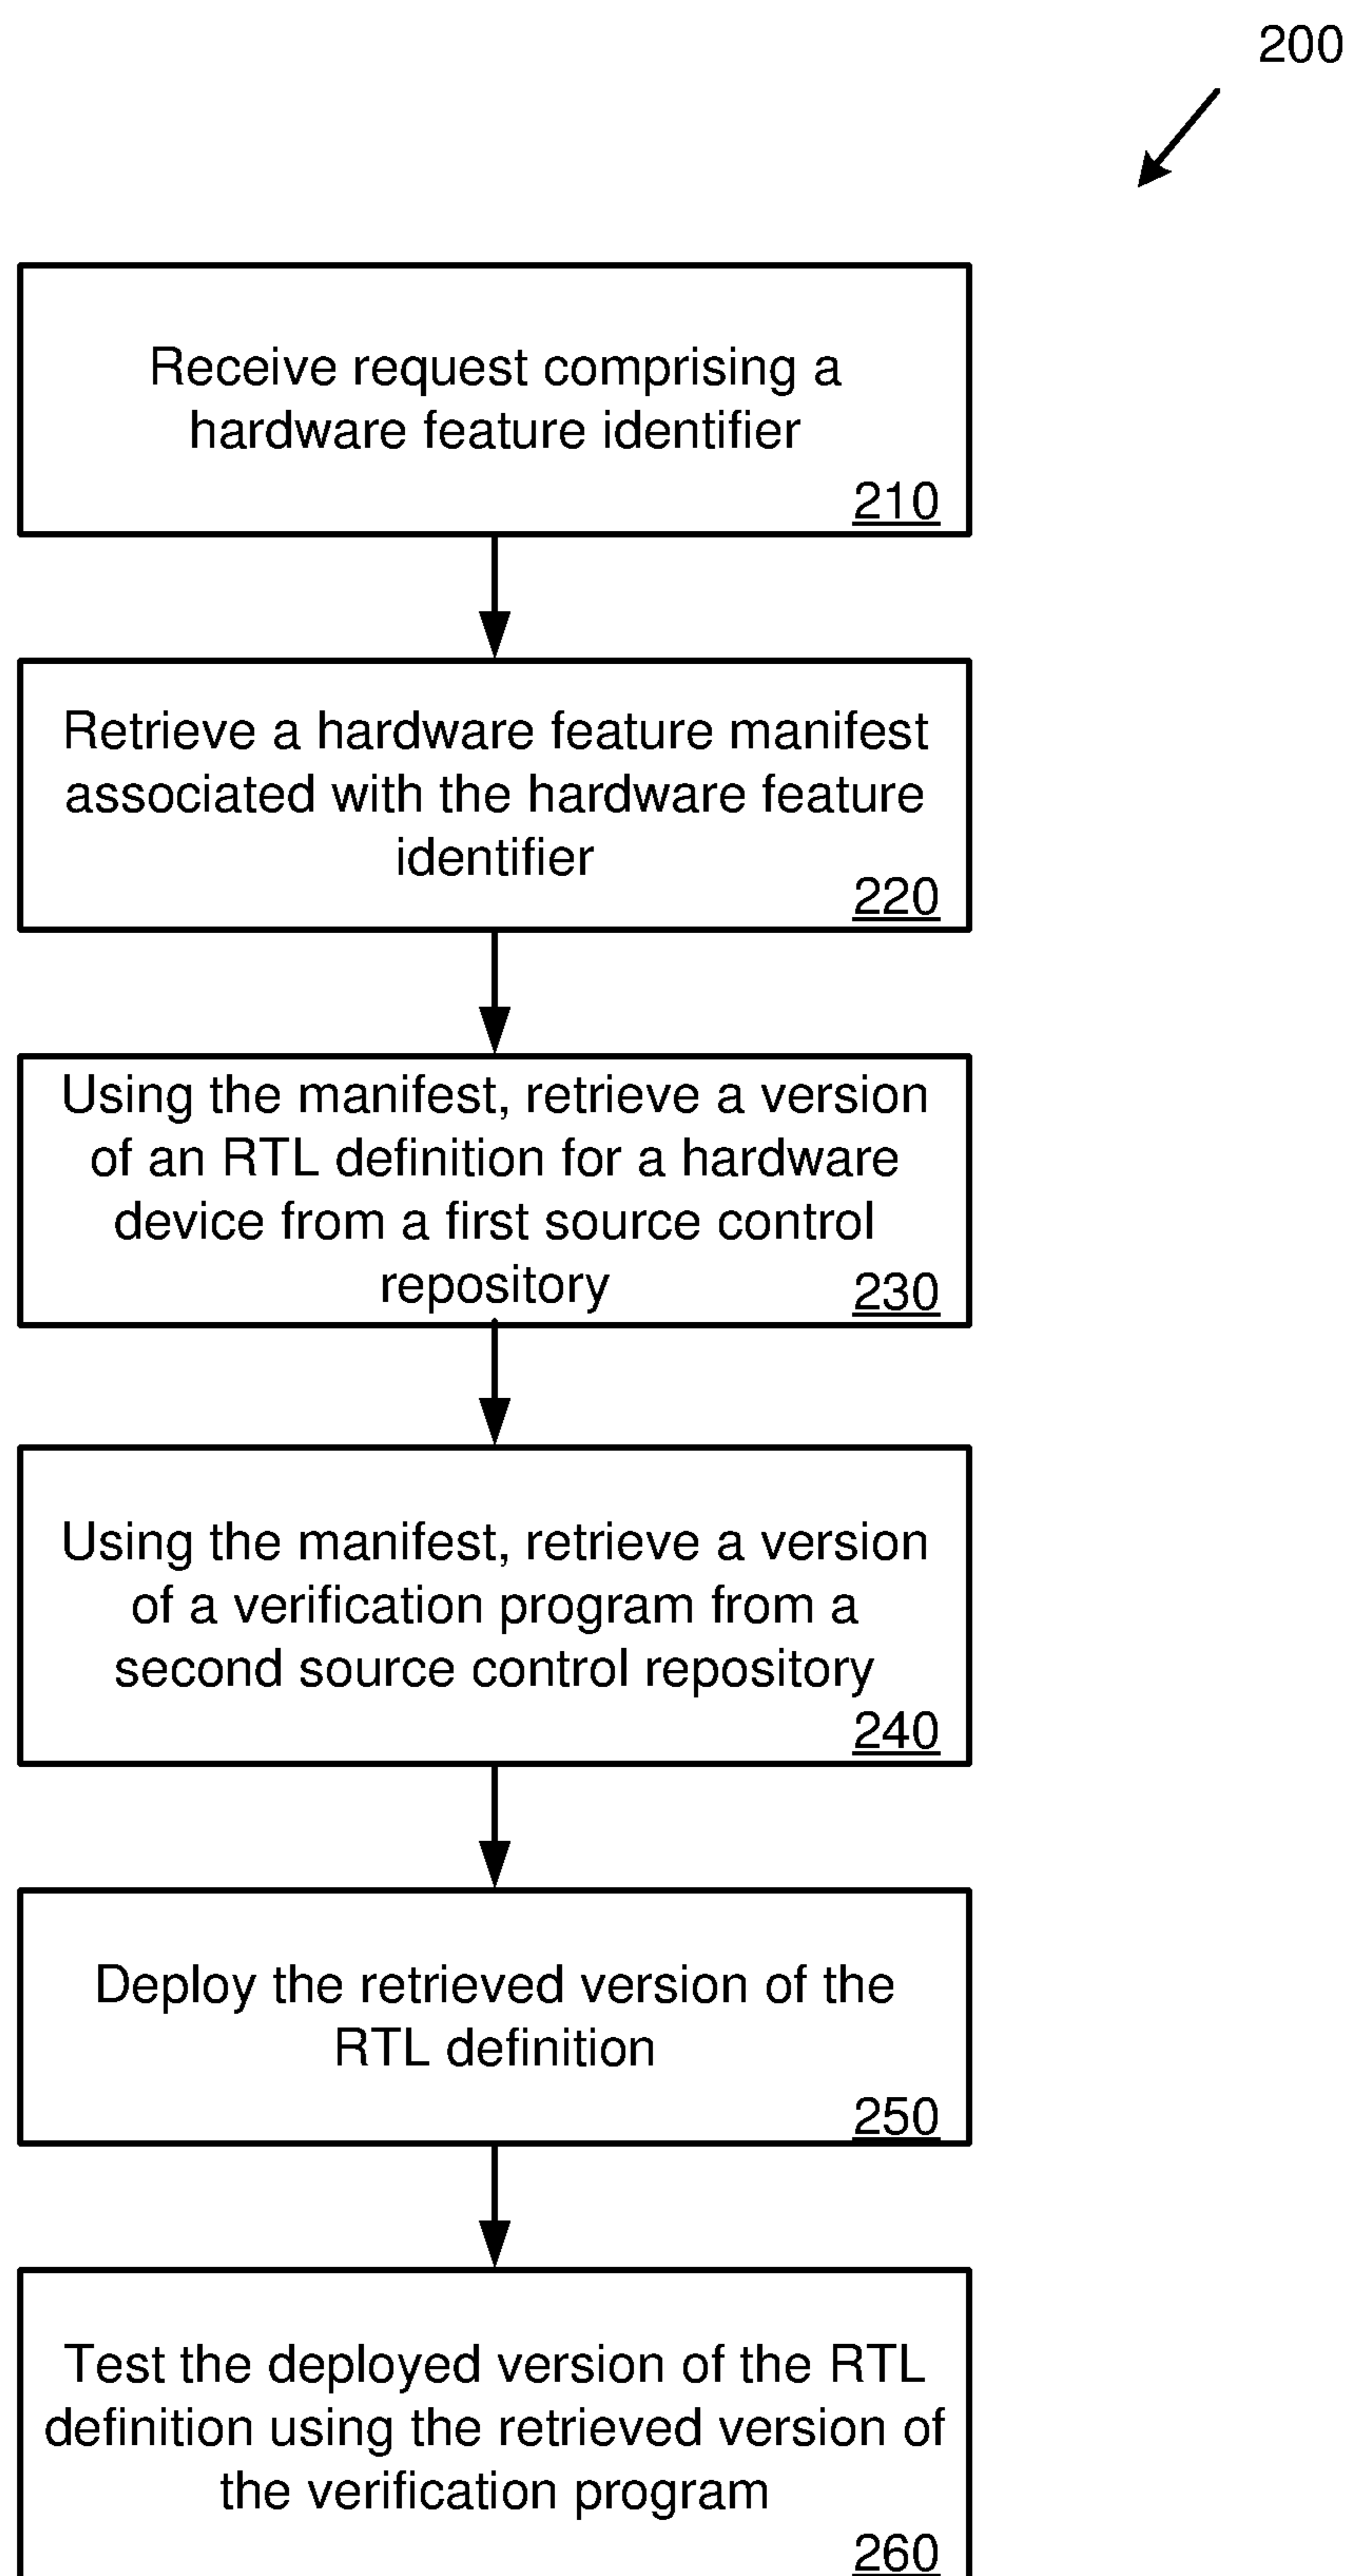 200
Receive request comprising a
hardware feature identifier
210
Retrieve a hardware feature manifest
associated with the hardware feature
identifier
220
Using the manifest, retrieve a version
of an RTL definition for a hardware
device from a first source control
repository
230
Using the manifest, retrieve a version
of a verification program from a
second source control repository
240
Deploy the retrieved version of the
RTL definition
250
Test the deployed version of the RTL
definition using the retrieved version of
the verification program
260